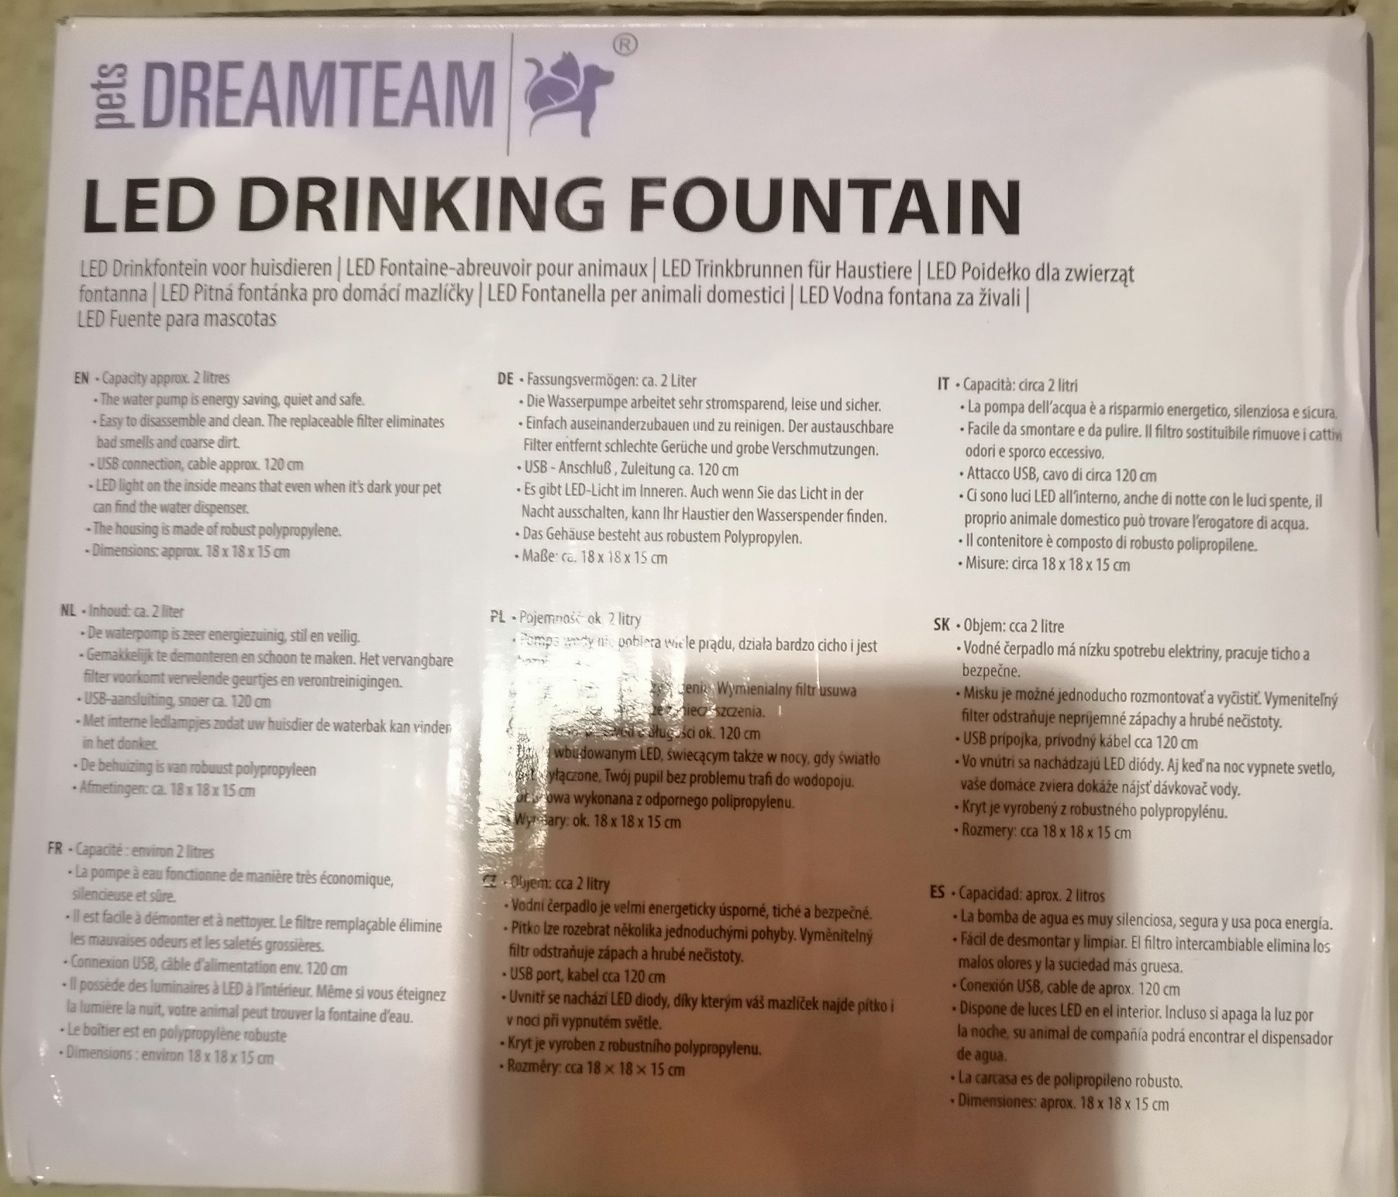 pets DREAMTEAM ®
LED DRINKING FOUNTAIN
LED Drinkfontein voor huisdieren | LED Fontaine-abreuvoir pour animaux | LED Trinkbrunnen für Haustiere | LED Poidełko dla zwierząt
fontanna | LED Pitná fontánka pro domácí mazlíčky | LED Fontanella per animali domestici | LED Vodna fontana za živali |
LED Fuente para mascotas
EN • Capacity approx. 2 litres
• The water pump is energy saving, quiet and safe.
• Easy to disassemble and clean. The replaceable filter eliminates
bad smells and coarse dirt.
• USB connection, cable approx. 120 cm
• LED light on the inside means that even when it's dark your pet
can find the water dispenser.
• The housing is made of robust polypropylene.
• Dimensions: approx. 18 x 18 x 15 cm
NL • Inhoud: ca. 2 liter
• De waterpomp is zeer energiezuinig, stil en veilig.
• Gemakkelijk te demonteren en schoon te maken. Het vervangbare
filter voorkomt vervelende geurtjes en verontreinigingen.
• USB-aansluiting, snoer ca. 120 cm
• Met interne ledlampjes zodat uw huisdier de waterbak kan vinden
in het donker.
• De behuizing is van robuust polypropyleen
• Afmetingen: ca. 18 x 18 x 15 cm
FR • Capacité : environ 2 litres
• La pompe à eau fonctionne de manière très économique,
silencieuse et sûre.
• Il est facile à démonter et à nettoyer. Le filtre remplaçable élimine
les mauvaises odeurs et les saletés grossières.
• Connexion USB, câble d'alimentation env. 120 cm
• Il possède des luminaires à LED à l'intérieur. Même si vous éteignez
la lumière la nuit, votre animal peut trouver la fontaine d'eau.
• Le boîtier est en polypropylène robuste
• Dimensions : environ 18 x 18 x 15 cm
DE • Fassungsvermögen: ca. 2 Liter
• Die Wasserpumpe arbeitet sehr stromsparend, leise und sicher.
• Einfach auseinanderzubauen und zu reinigen. Der austauschbare
Filter entfernt schlechte Gerüche und grobe Verschmutzungen.
• USB - Anschluß , Zuleitung ca. 120 cm
• Es gibt LED-Licht im Inneren. Auch wenn Sie das Licht in der
Nacht ausschalten, kann Ihr Haustier den Wasserspender finden.
• Das Gehäuse besteht aus robustem Polypropylen.
• Maße: ca. 18 x 18 x 15 cm
PL • Pojemność ok. 2 litry
• Pompa wody nie pobiera wiele prądu, działa bardzo cicho i jest
Wymienialny filtr usuwa
długości ok. 120 cm
wbudowanym LED, świecącym także w nocy, gdy światło
wyłączone, Twój pupil bez problemu trafi do wodopoju.
wykonana z odpornego polipropylenu.
Wymiary: ok. 18 x 18 x 15 cm
CZ • Objem: cca 2 litry
• Vodní čerpadlo je velmi energeticky úsporné, tiché a bezpečné.
• Pítko lze rozebrat několika jednoduchými pohyby. Vyměnitelný
filtr odstraňuje zápach a hrubé nečistoty.
• USB port, kabel cca 120 cm
• Uvnitř se nachází LED diody, díky kterým váš mazlíček najde pítko i
v noci při vypnutém světle.
• Kryt je vyroben z robustního polypropylenu.
• Rozměry: cca 18 × 18 × 15 cm
IT • Capacità: circa 2 litri
• La pompa dell'acqua è a risparmio energetico, silenziosa e sicura.
• Facile da smontare e da pulire. Il filtro sostituibile rimuove i cattivi
odori e sporco eccessivo.
• Attacco USB, cavo di circa 120 cm
• Ci sono luci LED all'interno, anche di notte con le luci spente, il
proprio animale domestico può trovare l'erogatore di acqua.
• Il contenitore è composto di robusto polipropilene.
• Misure: circa 18 x 18 x 15 cm
SK • Objem: cca 2 litre
• Vodné čerpadlo má nízku spotrebu elektriny, pracuje ticho a
bezpečne.
• Misku je možné jednoducho rozmontovať a vyčistiť. Vymeniteľný
filter odstraňuje nepríjemné zápachy a hrubé nečistoty.
• USB prípojka, prívodný kábel cca 120 cm
• Vo vnútri sa nachádzajú LED diódy. Aj keď na noc vypnete svetlo,
vaše domáce zviera dokáže nájsť dávkovač vody.
• Kryt je vyrobený z robustného polypropylénu.
• Rozmery: cca 18 x 18 x 15 cm
ES • Capacidad: aprox. 2 litros
• La bomba de agua es muy silenciosa, segura y usa poca energía.
• Fácil de desmontar y limpiar. El filtro intercambiable elimina los
malos olores y la suciedad más gruesa.
• Conexión USB, cable de aprox. 120 cm
• Dispone de luces LED en el interior. Incluso si apaga la luz por
la noche, su animal de compañía podrá encontrar el dispensador
de agua.
• La carcasa es de polipropileno robusto.
• Dimensiones: aprox. 18 x 18 x 15 cm